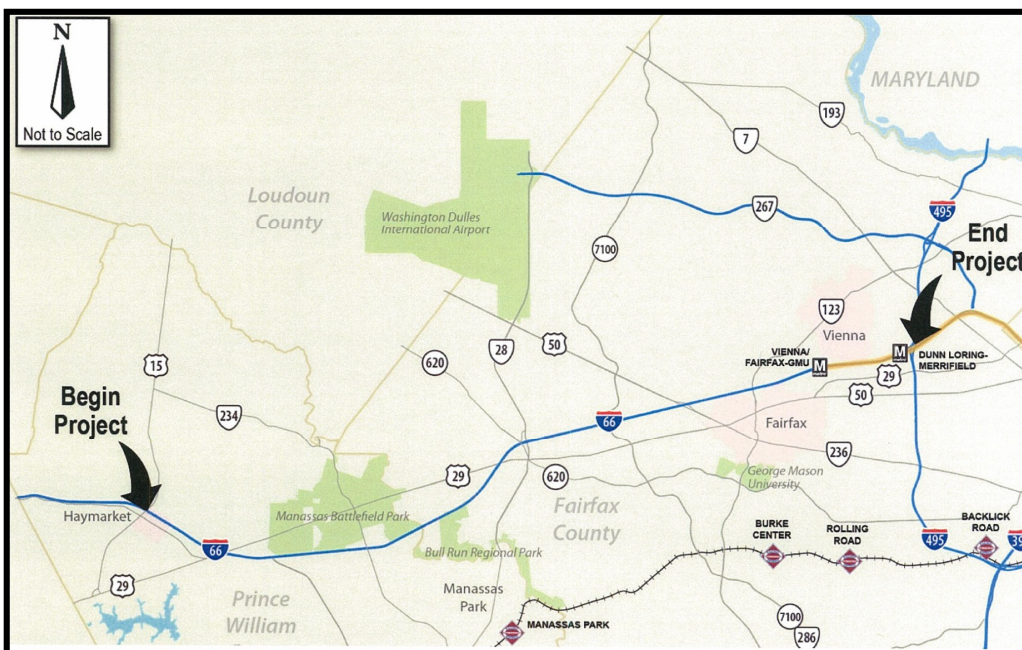 N
Not to Scale
MARYLAND
193
7
Loudoun
County
267
495
Washington Dulles
International Airport
End
Project
7100
123
Vienna
28
50
620
VIENNA/
FAIRFAX-GMU
M
M
DUNN LORING-
MERRIFIELD
29
50
15
Begin
Project
234
66
Fairfax
236
29
620
George Mason
University
Haymarket
Manassas Battlefield Park
Fairfax
County
66
Bull Run Regional Park
BURKE
CENTER
ROLLING
ROAD
BACKLICK
ROAD
495
39
29
Manassas
Park
Prince
William
MANASSAS PARK
7100
286